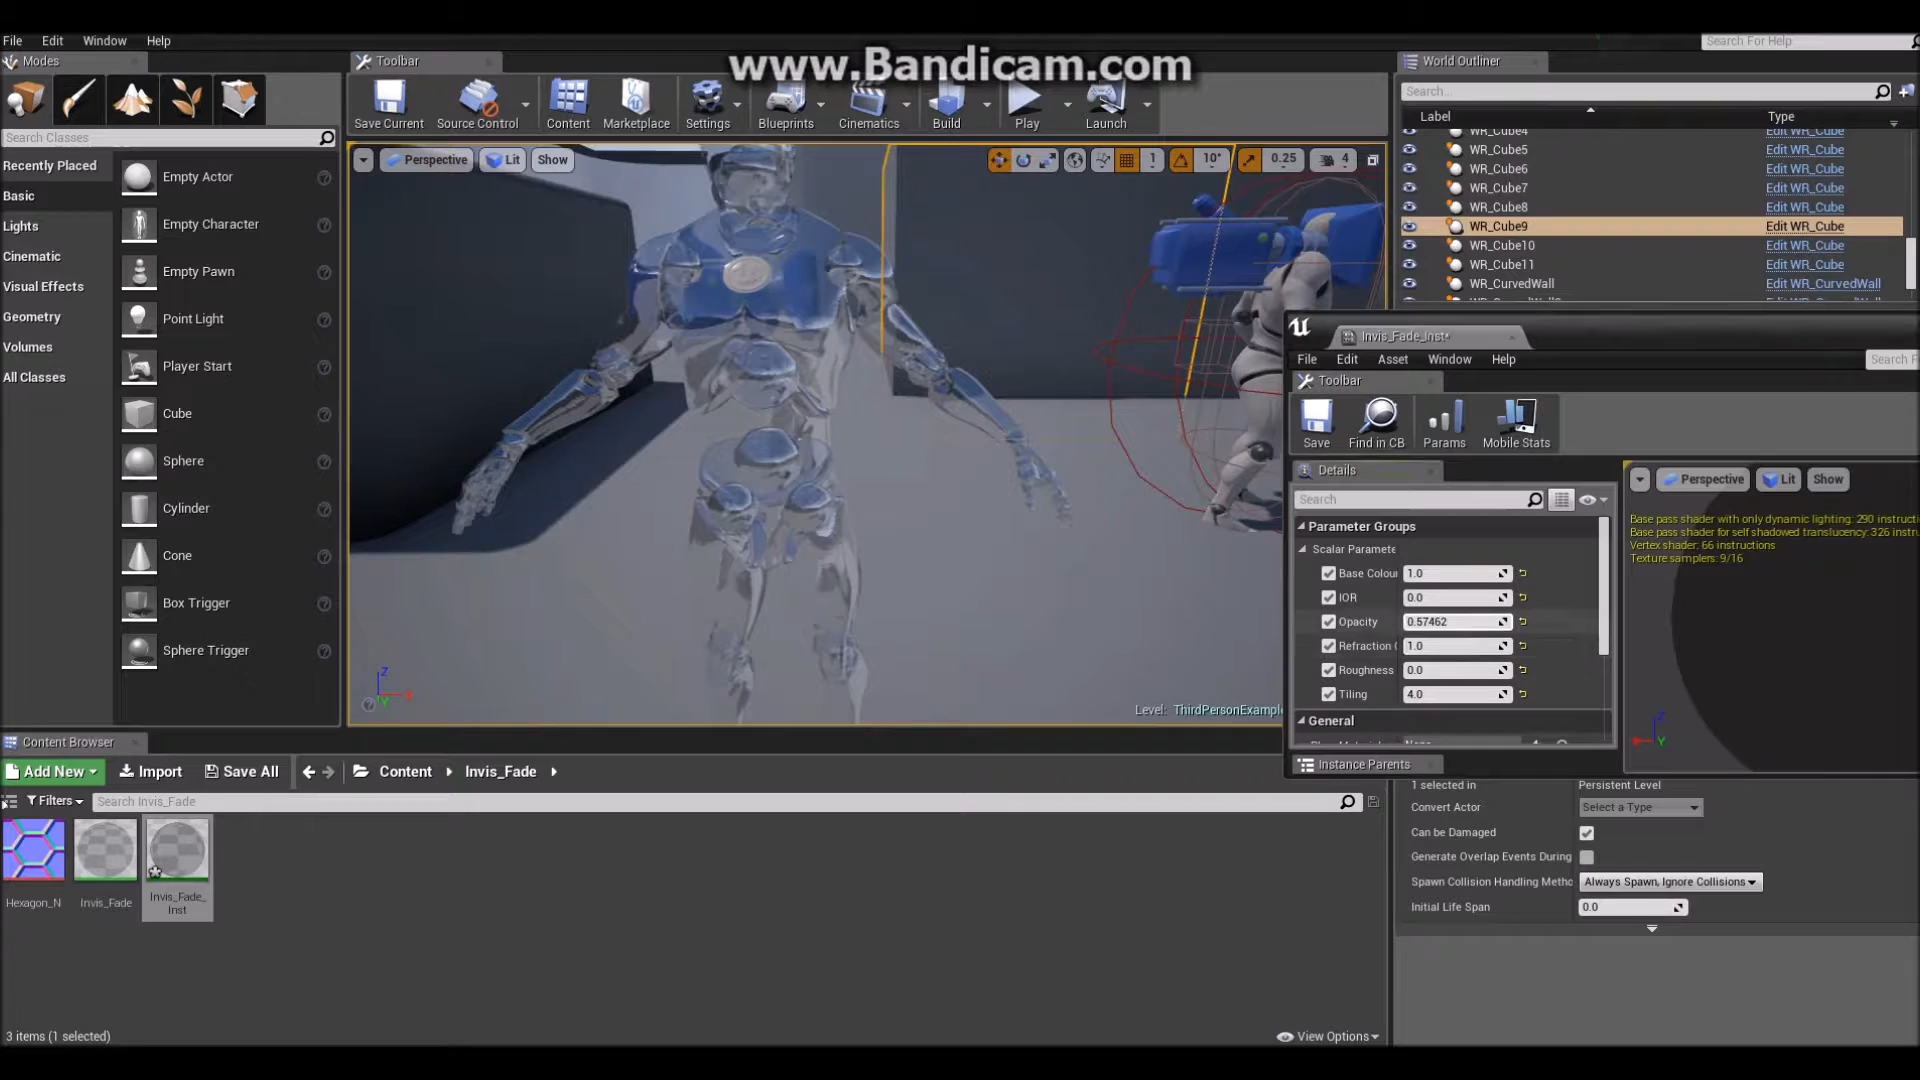 www.Bandicam.com
File Edit Window Help
Search For Help
Modes
Toolbar
World Outliner
Save Current Source Control Content Marketplace Settings Blueprints Cinematics Build Play Launch
Search...
Label Type
Search Classes
WR_Cube4 Edit WR_Cube
WR_Cube5 Edit WR_Cube
WR_Cube6 Edit WR_Cube
WR_Cube7 Edit WR_Cube
WR_Cube8 Edit WR_Cube
WR_Cube9 Edit WR_Cube
WR_Cube10 Edit WR_Cube
WR_Cube11 Edit WR_Cube
WR_CurvedWall Edit WR_CurvedWall
Perspective Lit Show
1 10° 0.25 4
Recently Placed
Basic
Lights
Cinematic
Visual Effects
Geometry
Volumes
All Classes
Empty Actor
Empty Character
Empty Pawn
Point Light
Player Start
Cube
Sphere
Cylinder
Cone
Box Trigger
Sphere Trigger
Z
X
Y
Level: ThirdPersonExample
Invis_Fade_Inst*
File Edit Asset Window Help
Search F
Toolbar
Save Find in CB Params Mobile Stats
Details
Search
Perspective Lit Show
Parameter Groups
Scalar Paramete
Base Colou 1.0
IOR 0.0
Opacity 0.57462
Refraction ( 1.0
Roughness 0.0
Tiling 4.0
General
Base pass shader with only dynamic lighting: 290 instructi
Base pass shader for self shadowed translucency: 326 instru
Vertex shader: 66 instructions
Texture samplers: 9/16
Z
Y
Instance Parents
1 selected in Persistent Level
Convert Actor Select a Type
Can be Damaged
Generate Overlap Events During
Spawn Collision Handling Metho Always Spawn, Ignore Collisions
Initial Life Span 0.0
Content Browser
Add New Import Save All Content Invis_Fade
Filters Search Invis_Fade
Hexagon_N
Invis_Fade
Invis_Fade_
Inst
3 items (1 selected)
View Options